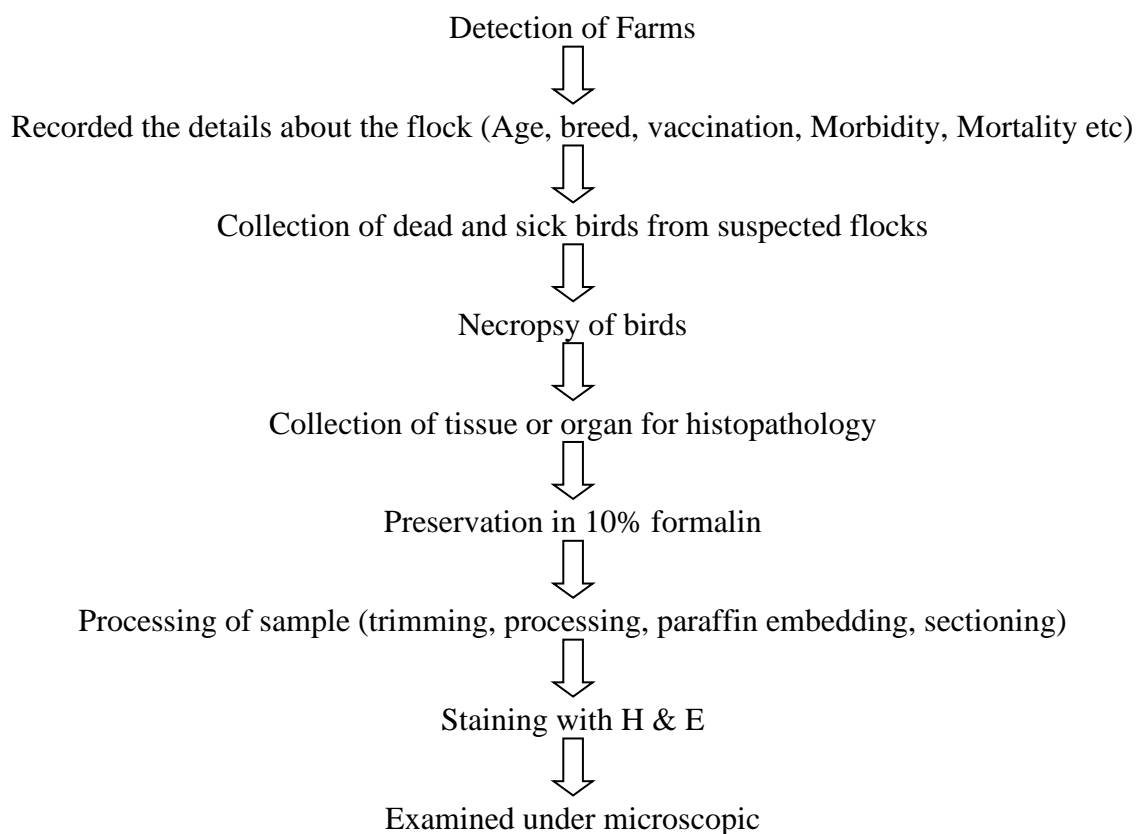 Detection of Farms
Recorded the details about the flock (Age, breed, vaccination, Morbidity, Mortality etc)
Collection of dead and sick birds from suspected flocks
Necropsy of birds
Collection of tissue or organ for histopathology
Preservation in 10% formalin
Processing of sample (trimming, processing, paraffin embedding, sectioning)
Staining with H & E
Examined under microscopic